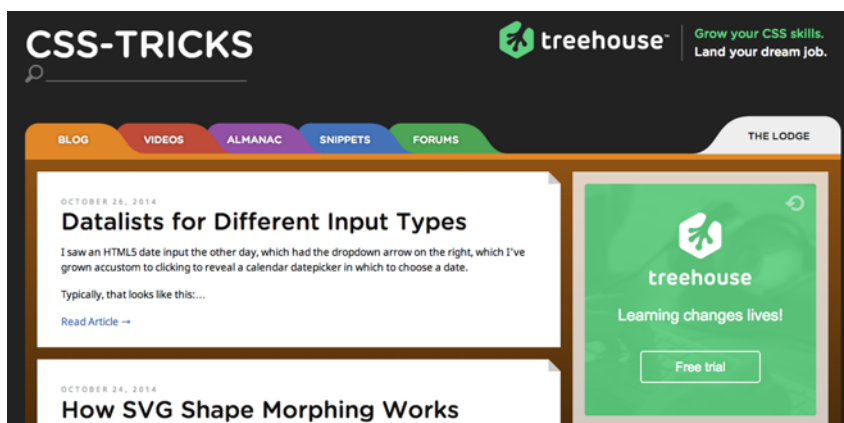 CSS-TRICKS
treehouse™
Grow your CSS skills.
Land your dream job.
BLOG
VIDEOS
ALMANAC
SNIPPETS
FORUMS
THE LODGE
OCTOBER 26, 2014
Datalists for Different Input Types
I saw an HTML5 date input the other day, which had the dropdown arrow on the right, which I've
grown accustom to clicking to reveal a calendar datepicker in which to choose a date.
Typically, that looks like this:...
Read Article →
OCTOBER 24, 2014
How SVG Shape Morphing Works
treehouse
Learning changes lives!
Free trial